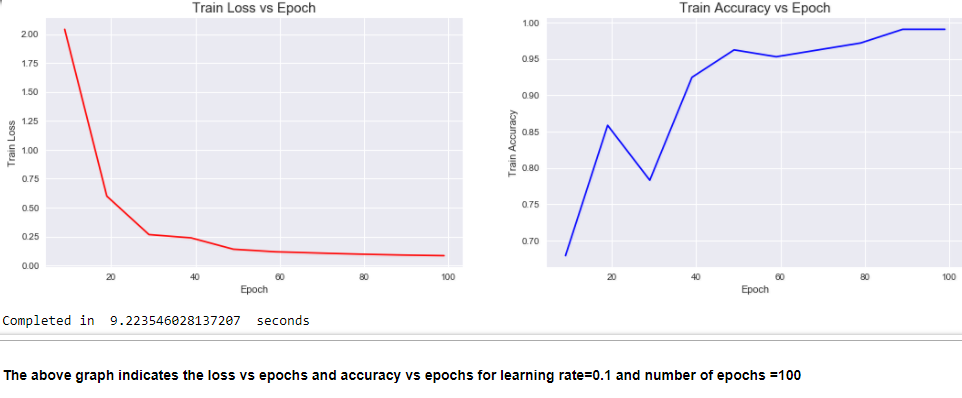 Train Loss vs Epoch
2.00
1.75
1.50
1.25
1.00
0.75
0.50
0.25
0.00
Train Loss
20 40 60 80 100
Epoch
Train Accuracy vs Epoch
1.00
0.95
0.90
0.85
0.80
0.75
0.70
Train Accuracy
20 40 60 80 100
Epoch
Completed in 9.223546028137207 seconds
The above graph indicates the loss vs epochs and accuracy vs epochs for learning rate=0.1 and number of epochs =100